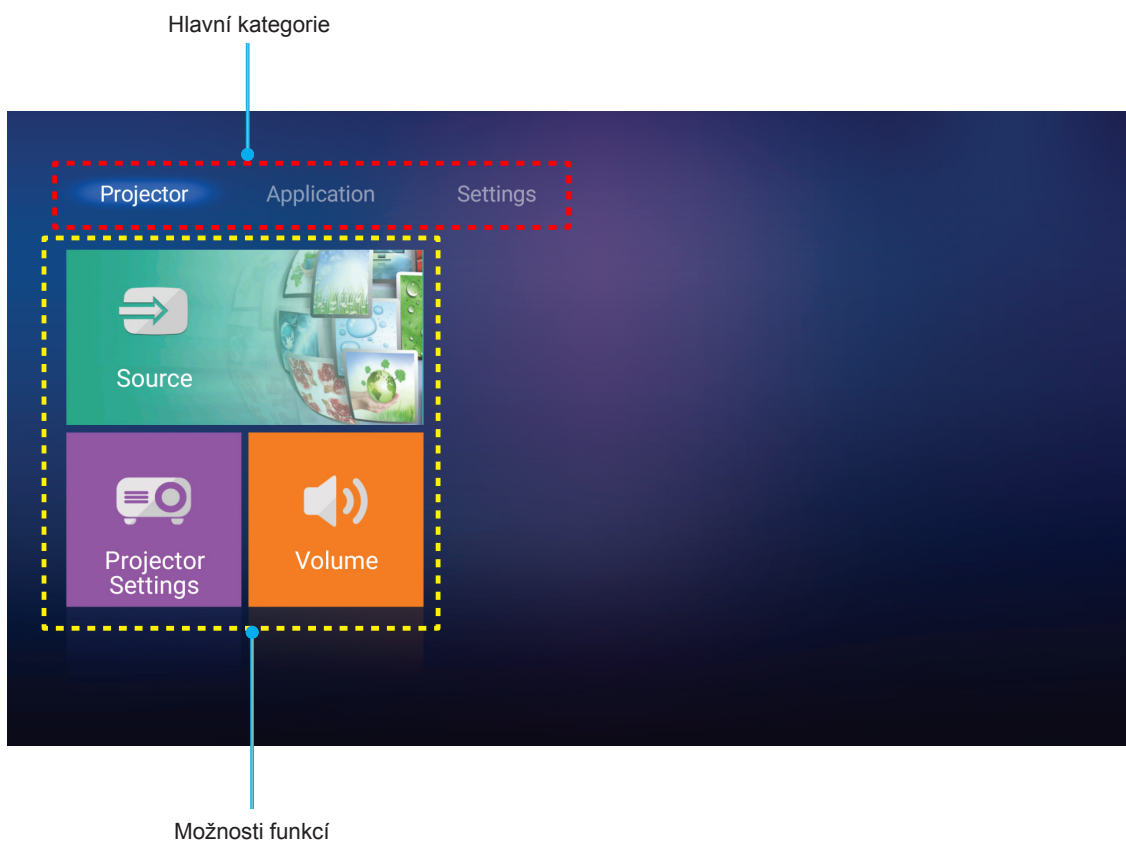 Hlavní kategorie
Projector Application Settings
Source
Projector
Settings
Volume
Možnosti funkcí